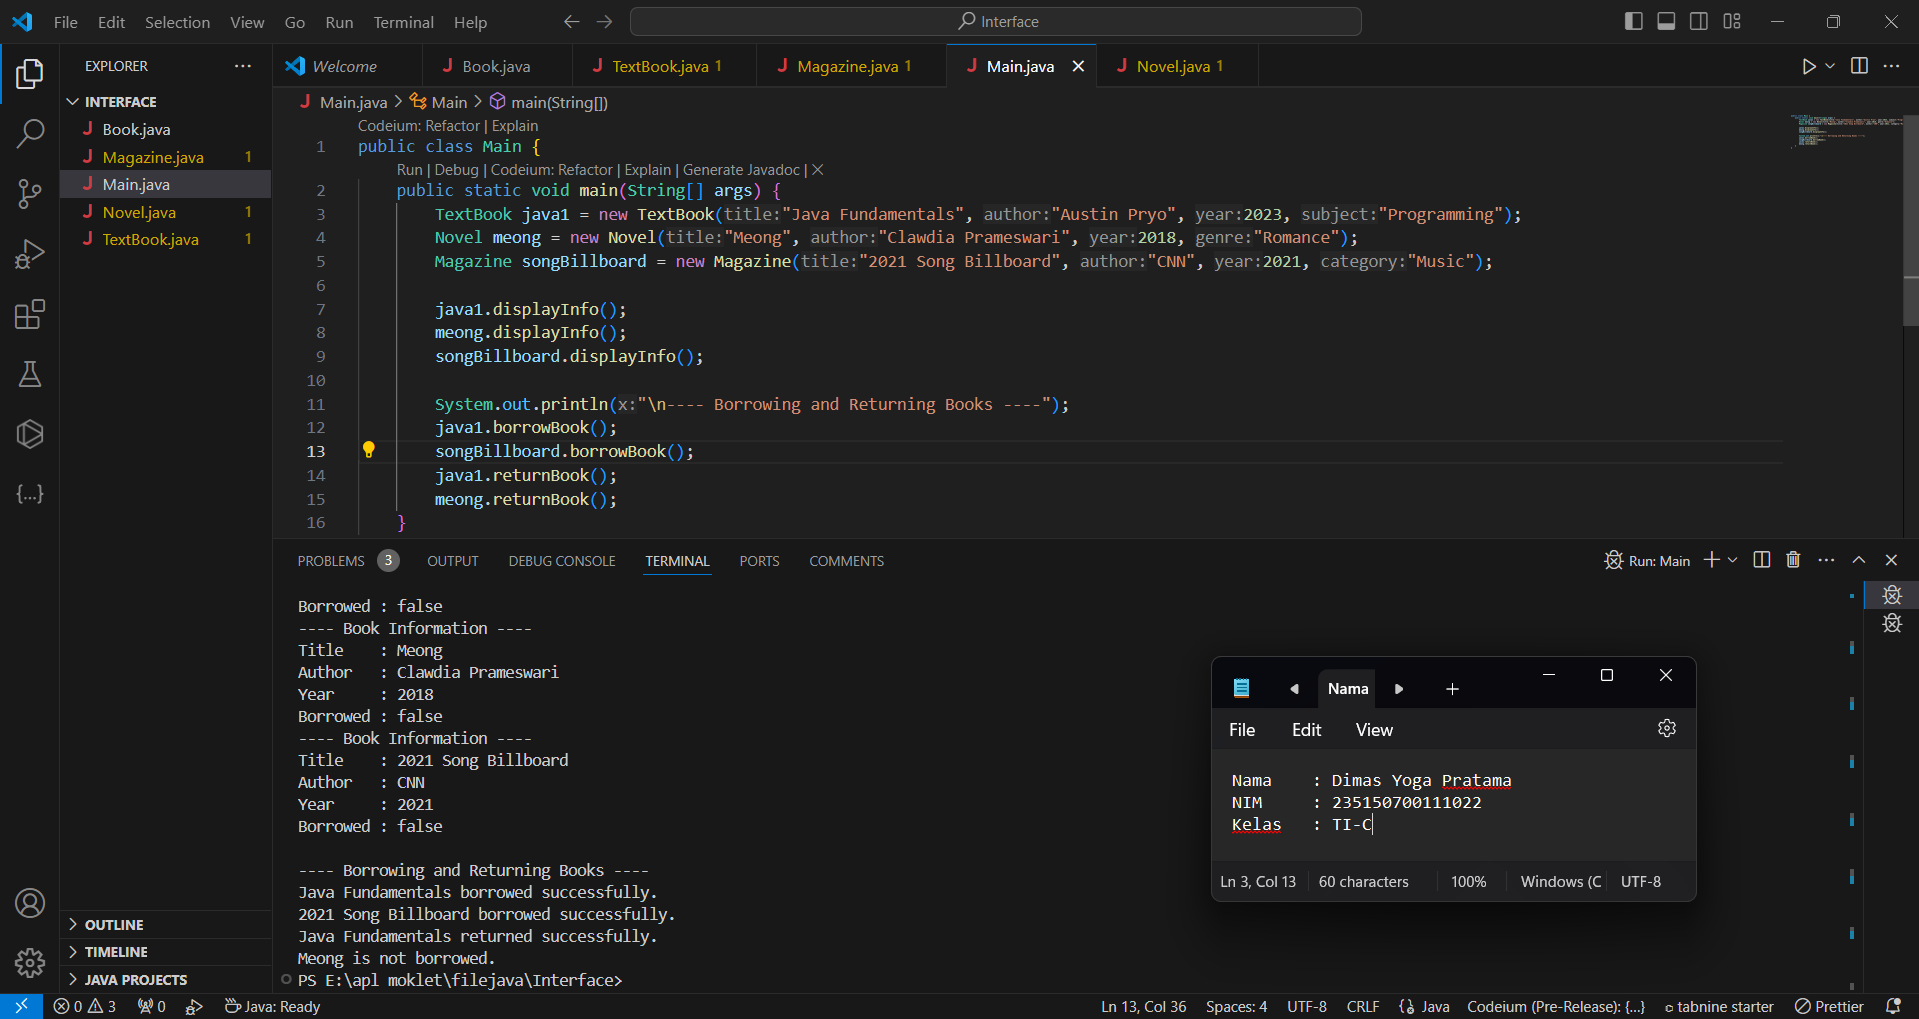 File Edit Selection View Go Run Terminal Help
Interface
EXPLORER
INTERFACE
Book.java
Magazine.java 1
Main.java
Novel.java 1
TextBook.java 1
OUTLINE
TIMELINE
JAVA PROJECTS
Welcome
Book.java
TextBook.java 1
Magazine.java 1
Main.java
Novel.java 1
Main.java > Main > main(String[])
Codeium: Refactor | Explain
1 public class Main {
Run | Debug | Codeium: Refactor | Explain | Generate Javadoc | X
2 public static void main(String[] args) {
3 TextBook java1 = new TextBook(title:"Java Fundamentals", author:"Austin Pryo", year:2023, subject:"Programming");
4 Novel meong = new Novel(title:"Meong", author:"Clawdia Prameswari", year:2018, genre:"Romance");
5 Magazine songBillboard = new Magazine(title:"2021 Song Billboard", author:"CNN", year:2021, category:"Music");
6
7 java1.displayInfo();
8 meong.displayInfo();
9 songBillboard.displayInfo();
10
11 System.out.println(x:"\n---- Borrowing and Returning Books ----");
12 java1.borrowBook();
13 songBillboard.borrowBook();
14 java1.returnBook();
15 meong.returnBook();
16 }
PROBLEMS 3 OUTPUT DEBUG CONSOLE TERMINAL PORTS COMMENTS
Run: Main
Borrowed : false
---- Book Information ----
Title : Meong
Author : Clawdia Prameswari
Year : 2018
Borrowed : false
---- Book Information ----
Title : 2021 Song Billboard
Author : CNN
Year : 2021
Borrowed : false
---- Borrowing and Returning Books ----
Java Fundamentals borrowed successfully.
2021 Song Billboard borrowed successfully.
Java Fundamentals returned successfully.
Meong is not borrowed.
PS E:\apl moklet\filejava\Interface>
Nama
File Edit View
Nama : Dimas Yoga Pratama
NIM : 235150700111022
Kelas : TI-C
Ln 3, Col 13 60 characters 100% Windows (C UTF-8
0 3 0 Java: Ready
Ln 13, Col 36 Spaces: 4 UTF-8 CRLF Java Codeium (Pre-Release): {...} tabnine starter Prettier